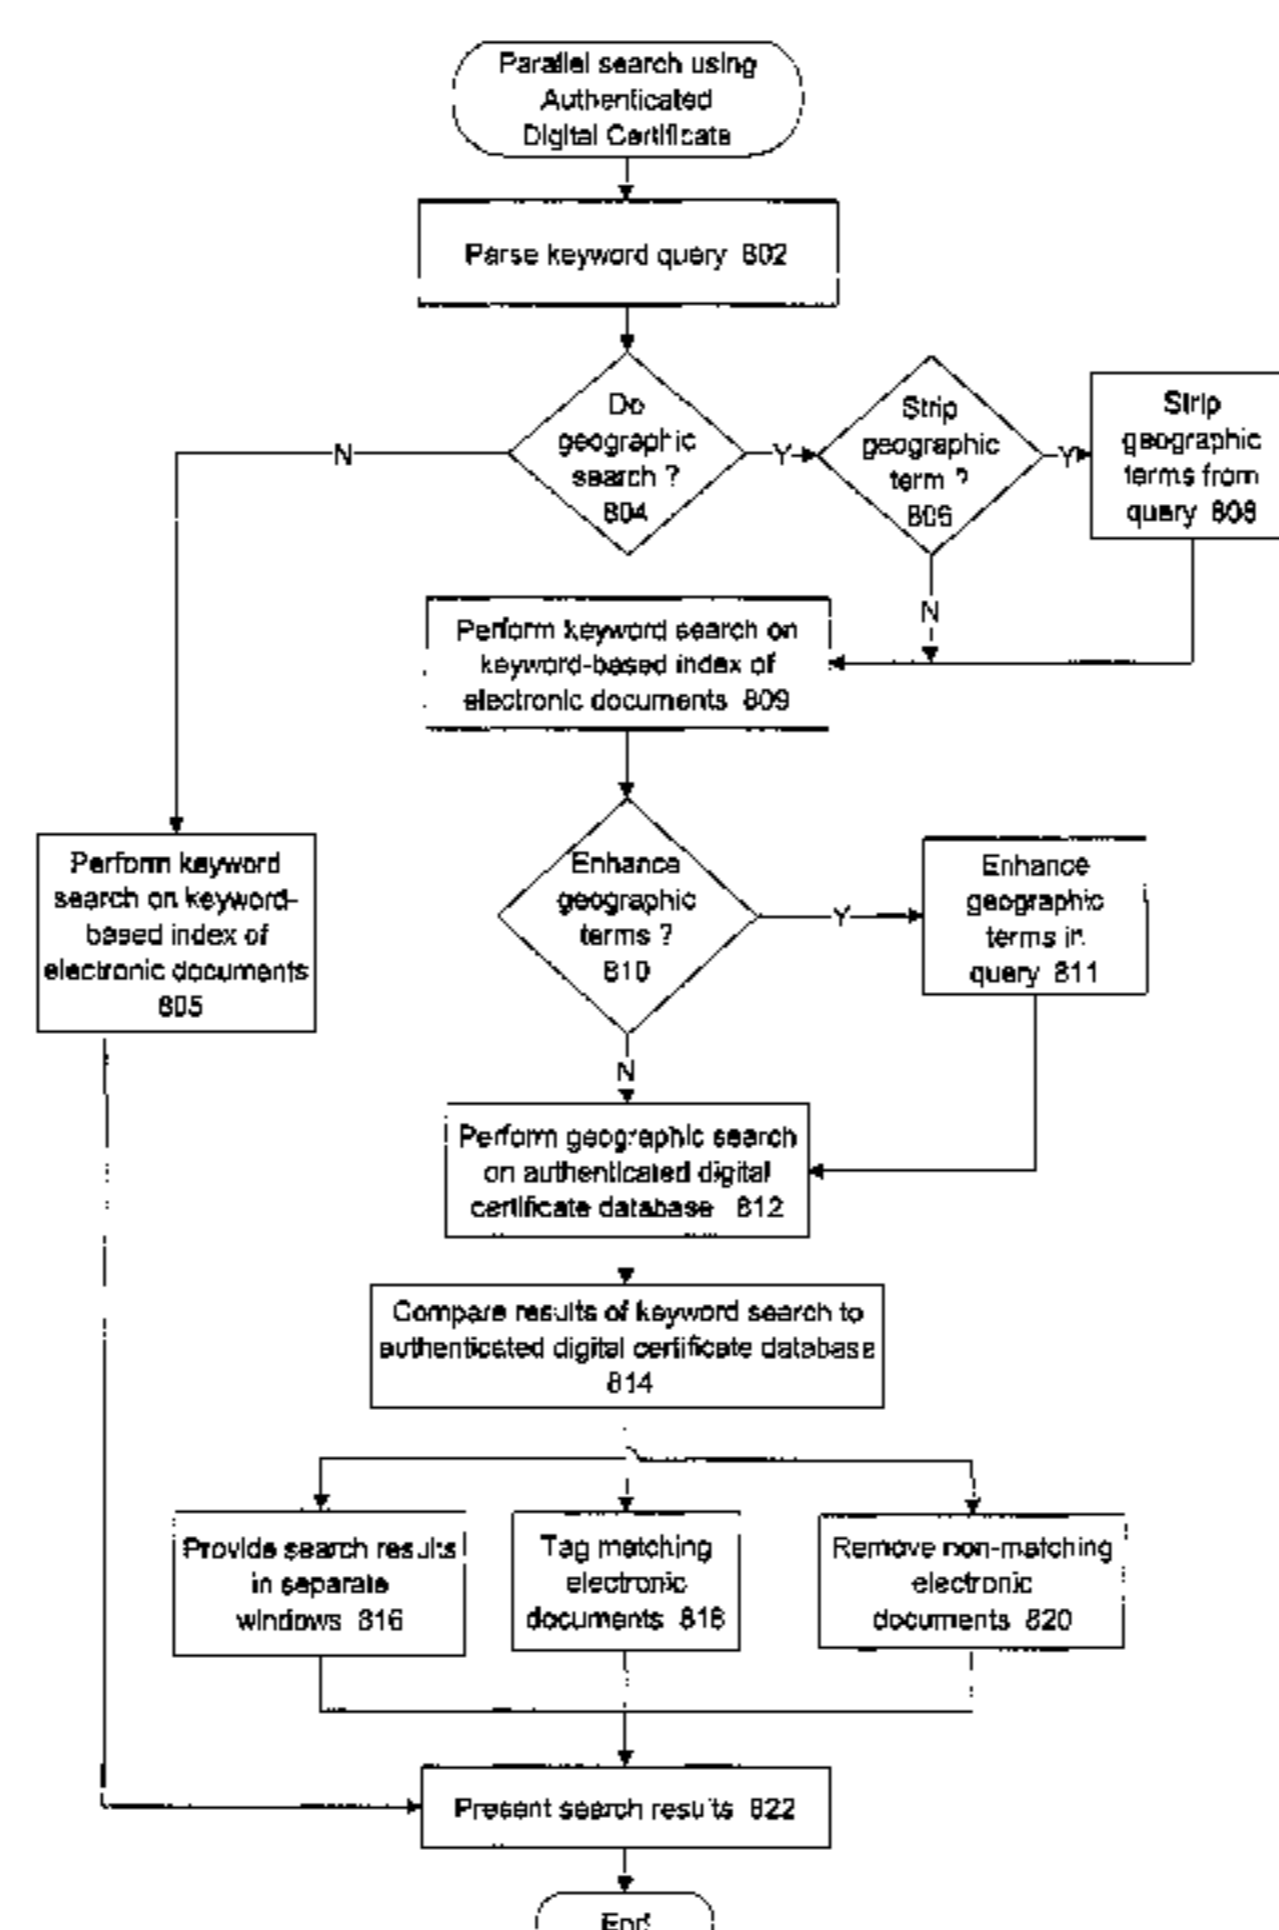 Parallel search using
Authenticated
Digital Certificate
Parse keyword query 802
Do
geographic
search ?
804
N
Y
Strip
geographic
term ?
806
Y
Strip
geographic
terms from
query 808
N
Perform keyword search on
keyword-based index of
electronic documents 809
Perform keyword
search on keyword-
based index of
electronic documents
805
Enhance
geographic
terms ?
810
Y
Enhance
geographic
terms in
query 811
N
Perform geographic search
on authenticated digital
certificate database 812
Compare results of keyword search to
authenticated digital certificate database
814
Provide search results
in separate
windows 816
Tag matching
electronic
documents 818
Remove non-matching
electronic
documents 820
Present search results 822
End